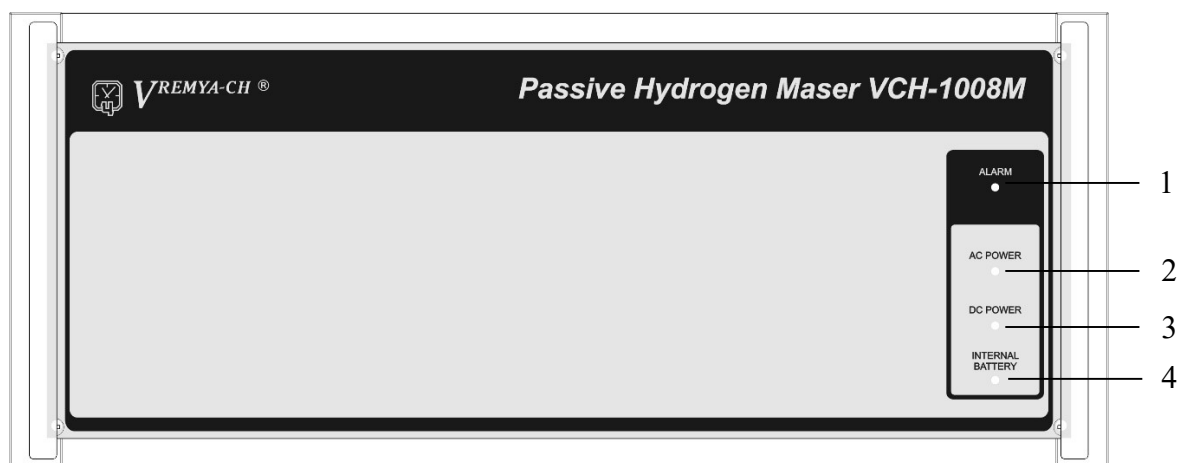 VREMYA-CH ®
Passive Hydrogen Maser VCH-1008M
ALARM
1
AC POWER
2
DC POWER
3
INTERNAL
BATTERY
4